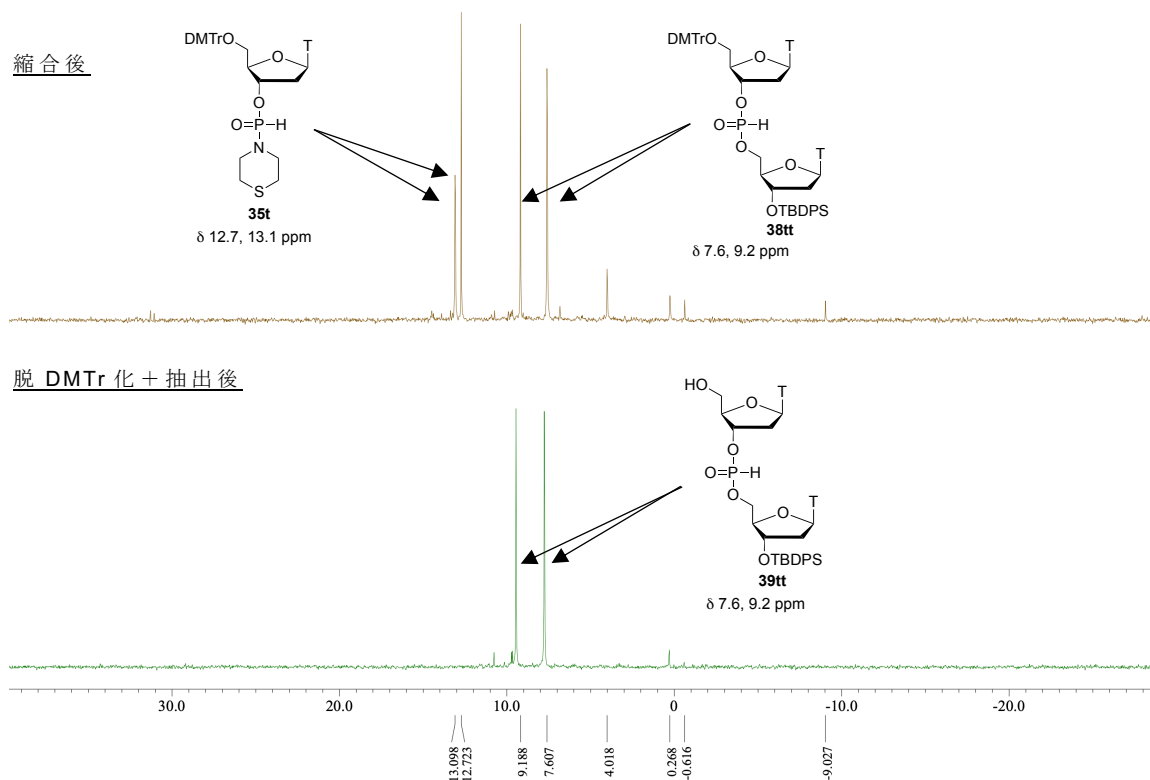 縮合後
DMTrO
O
T
O
O=P-H
N
S
35t
δ 12.7, 13.1 ppm
DMTrO
O
T
O
O=P-H
O
O
T
OTBDPS
38tt
δ 7.6, 9.2 ppm
脱 DMTr 化＋抽出後
HO
O
T
O
O=P-H
O
O
T
OTBDPS
39tt
δ 7.6, 9.2 ppm
30.0 20.0 10.0 0 -10.0 -20.0
13.098 12.723 9.188 7.607 4.018 0.268 -0.616 -9.027